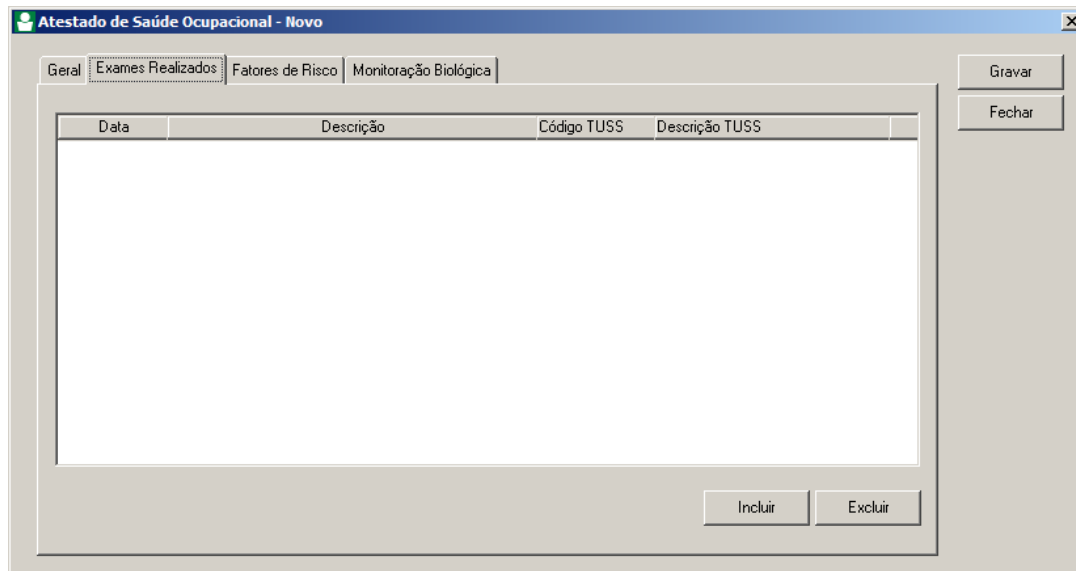 Atestado de Saúde Ocupacional - Novo
Geral Exames Realizados Fatores de Risco Monitoração Biológica
Gravar
Fechar
Data Descrição Código TUSS Descrição TUSS
Incluir Excluir